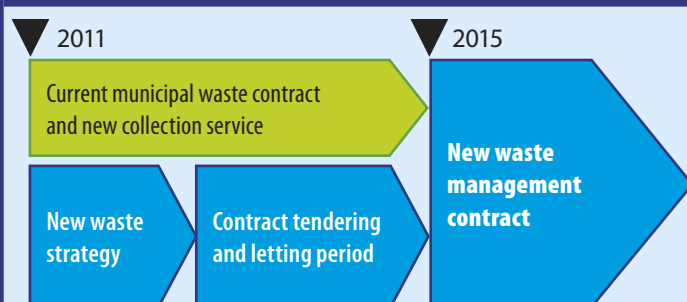 2011
2015
Current municipal waste contract
and new collection service
New waste
strategy
Contract tendering
and letting period
New waste
management
contract